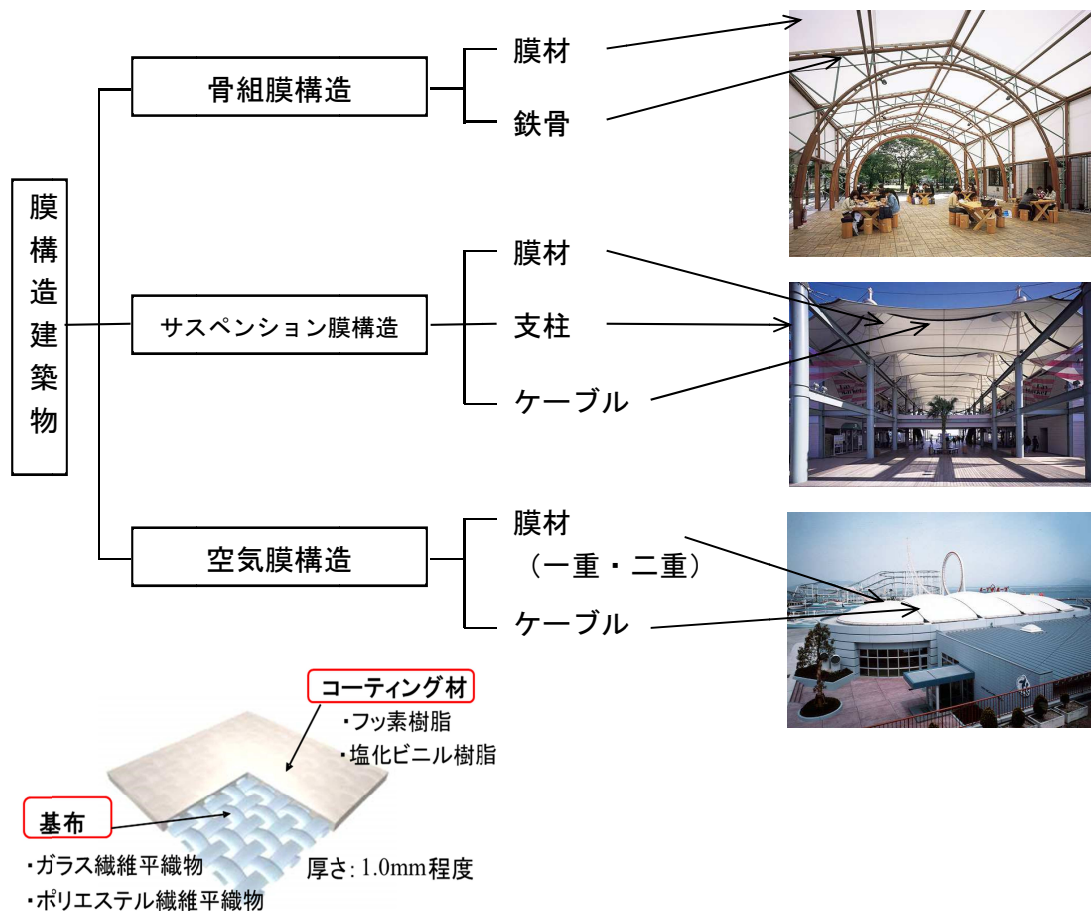 膜構造建築物
骨組膜構造
膜材
鉄骨
サスペンション膜構造
膜材
支柱
ケーブル
空気膜構造
膜材
（一重・二重）
ケーブル
コーティング材
・フッ素樹脂
・塩化ビニル樹脂
基布
・ガラス繊維平織物
・ポリエステル繊維平織物
厚さ: 1.0mm程度